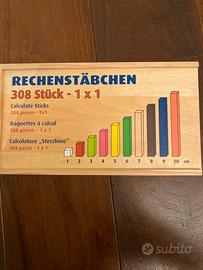 RECHENSTÄBCHEN
308 Stück - 1 x 1
Calculate Sticks
308 pieces - 1x1
Baguettes à calcul
308 pièces - 1 x 1
Calcolatore „Stecchine"
308 pezzi - 1 x 1
1 2 3 4 5 6 7 8 9 10 cm
subito